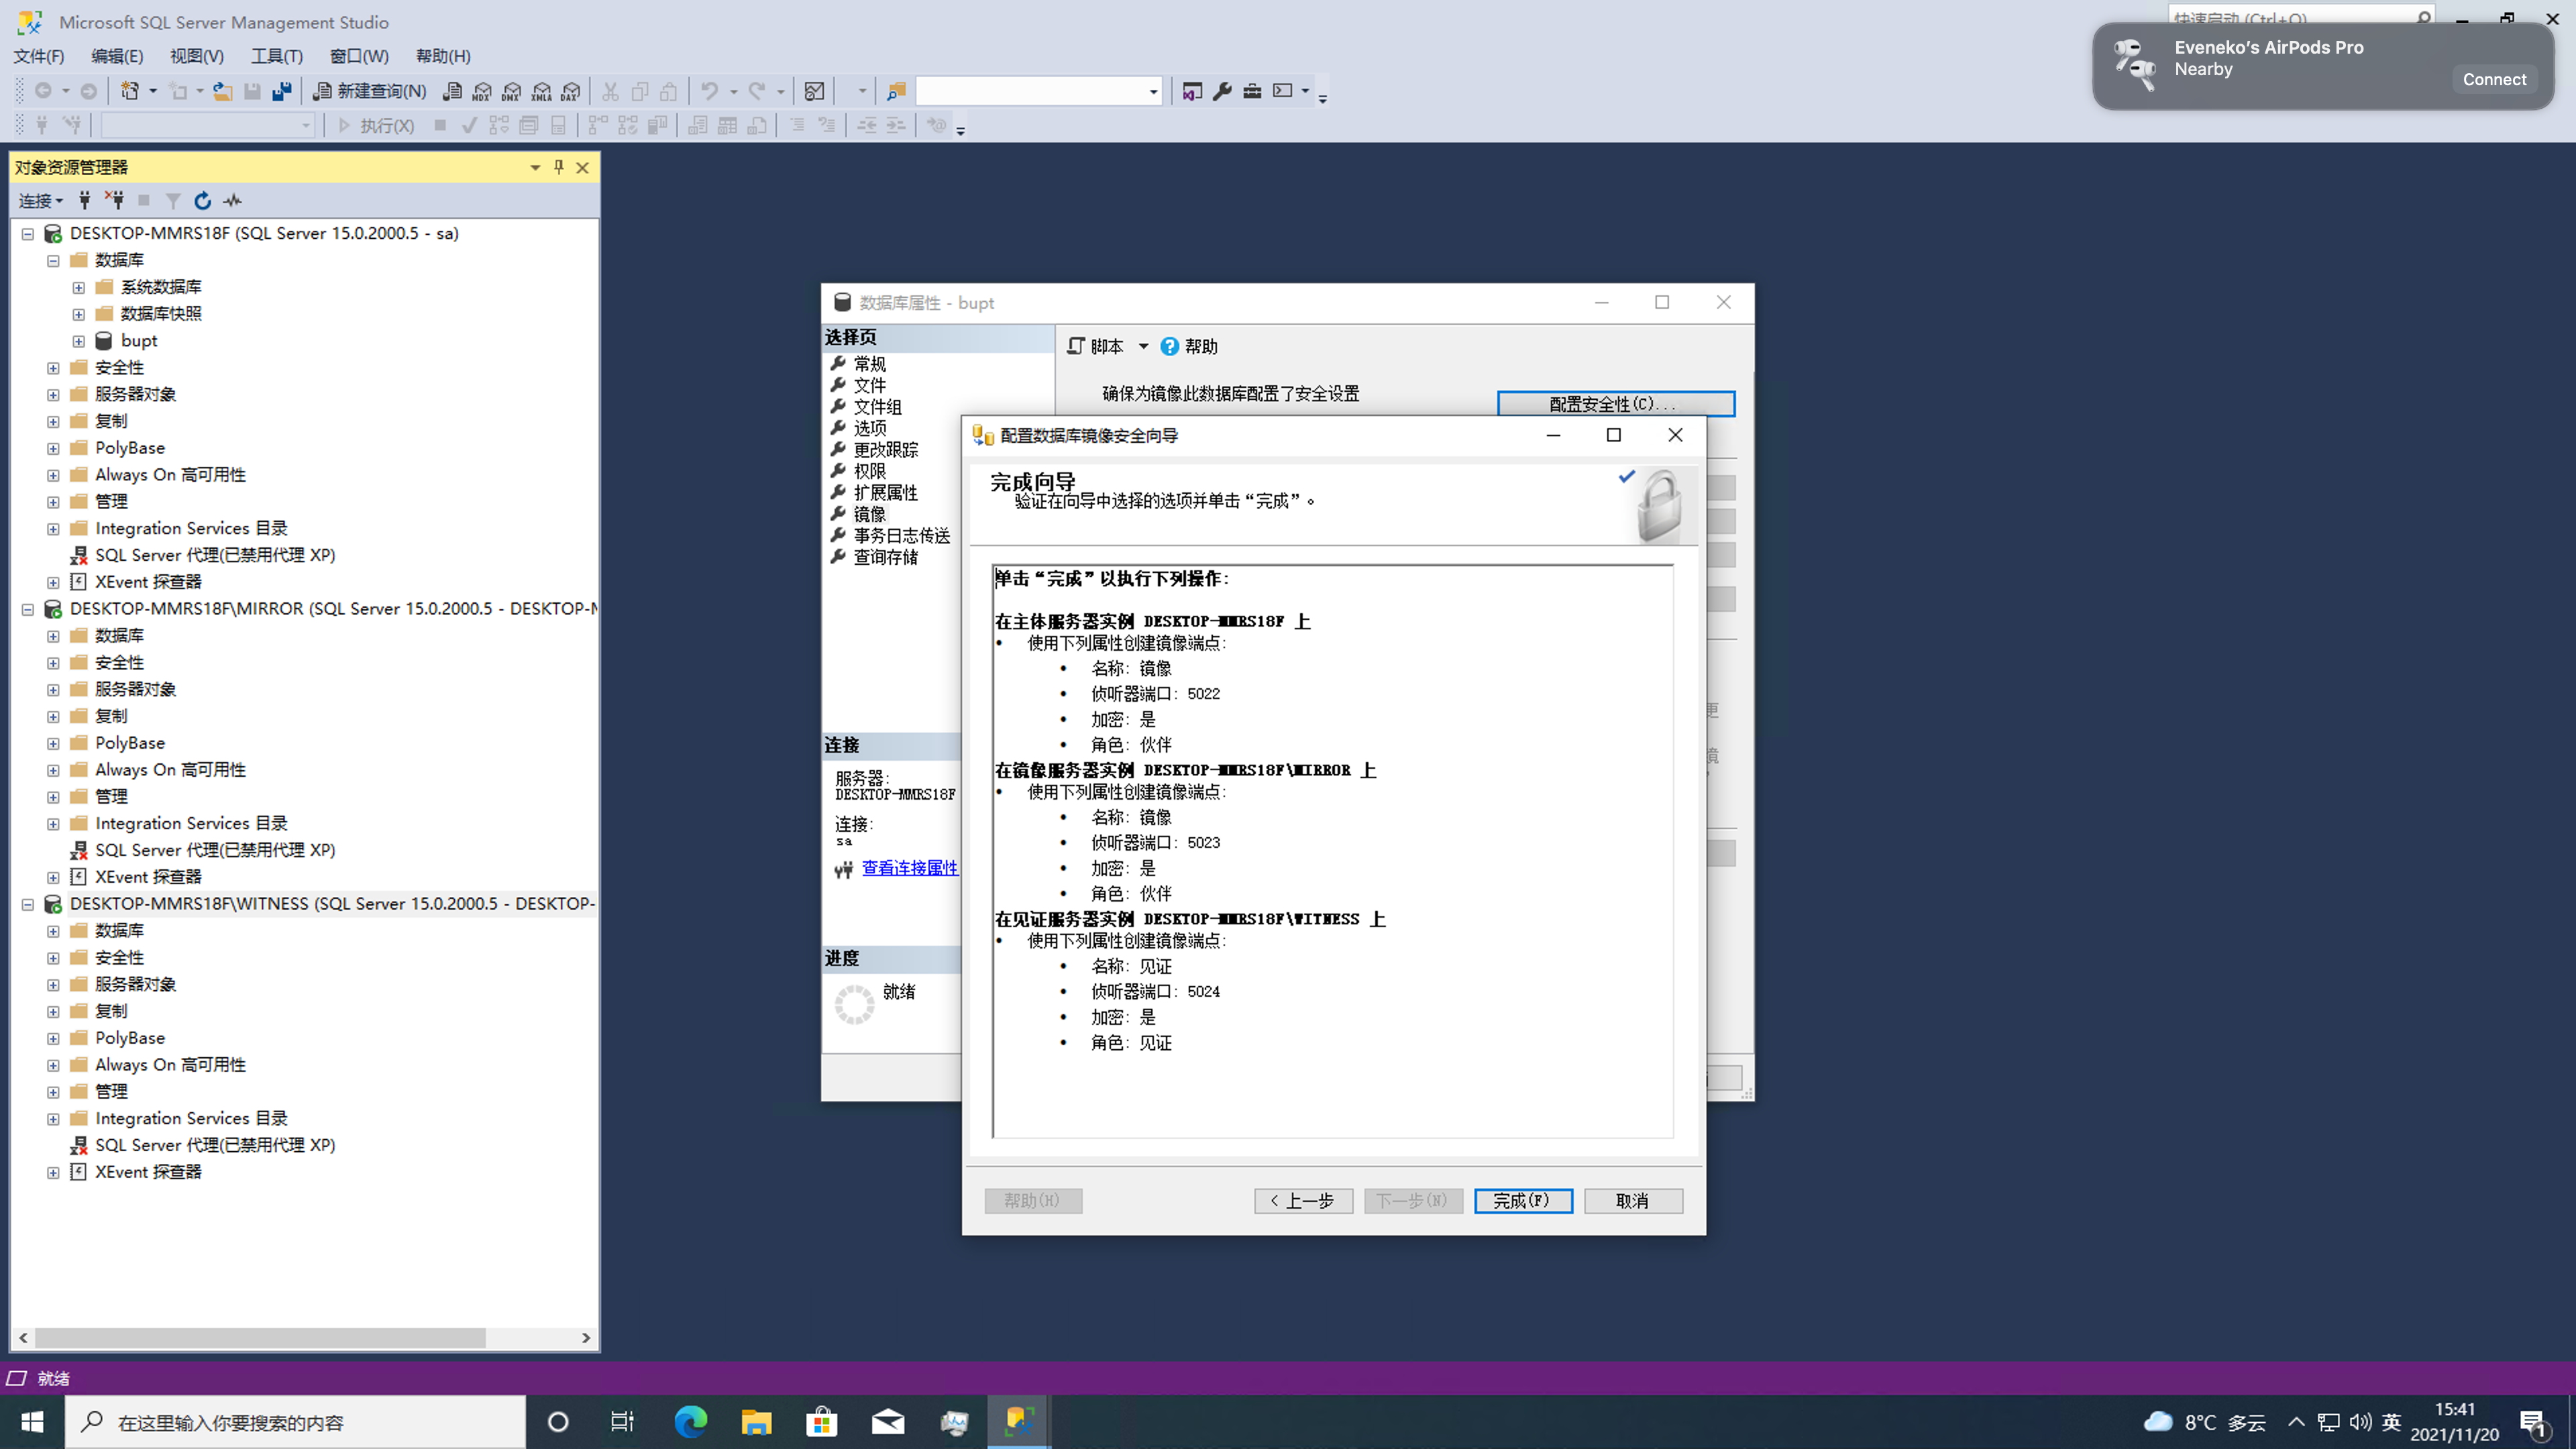 Microsoft SQL Server Management Studio
快速启动 (Ctrl+Q)
Eveneko's AirPods Pro
Nearby
Connect
文件(F) 编辑(E) 视图(V) 工具(T) 窗口(W) 帮助(H)
新建查询(N) MDX DMX XMLA DAX
执行(X)
对象资源管理器
连接
DESKTOP-MMRS18F (SQL Server 15.0.2000.5 - sa)
数据库
系统数据库
数据库快照
bupt
安全性
服务器对象
复制
PolyBase
Always On 高可用性
管理
Integration Services 目录
SQL Server 代理(已禁用代理 XP)
XEvent 探查器
DESKTOP-MMRS18F\MIRROR (SQL Server 15.0.2000.5 - DESKTOP-M
数据库
安全性
服务器对象
复制
PolyBase
Always On 高可用性
管理
Integration Services 目录
SQL Server 代理(已禁用代理 XP)
XEvent 探查器
DESKTOP-MMRS18F\WITNESS (SQL Server 15.0.2000.5 - DESKTOP-
数据库
安全性
服务器对象
复制
PolyBase
Always On 高可用性
管理
Integration Services 目录
SQL Server 代理(已禁用代理 XP)
XEvent 探查器
数据库属性 - bupt
选择页
常规
文件
文件组
选项
更改跟踪
权限
扩展属性
镜像
事务日志传送
查询存储
脚本 帮助
确保为镜像此数据库配置了安全设置
配置安全性(C)...
更
镜
连接
服务器:
DESKTOP-MMRS18F
连接:
sa
查看连接属性
进度
就绪
配置数据库镜像安全向导
完成向导
验证在向导中选择的选项并单击“完成”。
单击“完成”以执行下列操作:
在主体服务器实例 DESKTOP-MMRS18F 上
• 使用下列属性创建镜像端点:
• 名称: 镜像
• 侦听器端口: 5022
• 加密: 是
• 角色: 伙伴
在镜像服务器实例 DESKTOP-MMRS18F\MIRROR 上
• 使用下列属性创建镜像端点:
• 名称: 镜像
• 侦听器端口: 5023
• 加密: 是
• 角色: 伙伴
在见证服务器实例 DESKTOP-MMRS18F\WITNESS 上
• 使用下列属性创建镜像端点:
• 名称: 见证
• 侦听器端口: 5024
• 加密: 是
• 角色: 见证
帮助(H) < 上一步 下一步(N) 完成(F) 取消
就绪
在这里输入你要搜索的内容
8°C 多云
英
15:41
2021/11/20
1